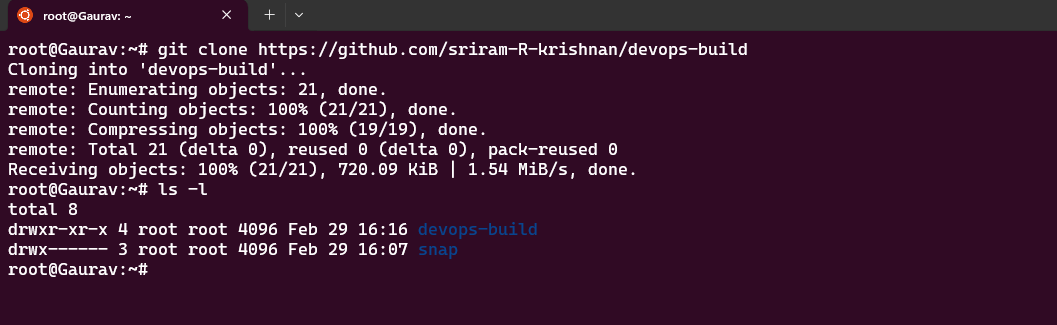 root@Gaurav: ~
root@Gaurav:~# git clone https://github.com/sriram-R-krishnan/devops-build
Cloning into 'devops-build'...
remote: Enumerating objects: 21, done.
remote: Counting objects: 100% (21/21), done.
remote: Compressing objects: 100% (19/19), done.
remote: Total 21 (delta 0), reused 0 (delta 0), pack-reused 0
Receiving objects: 100% (21/21), 720.09 KiB | 1.54 MiB/s, done.
root@Gaurav:~# ls -l
total 8
drwxr-xr-x 4 root root 4096 Feb 29 16:16 devops-build
drwx------ 3 root root 4096 Feb 29 16:07 snap
root@Gaurav:~#